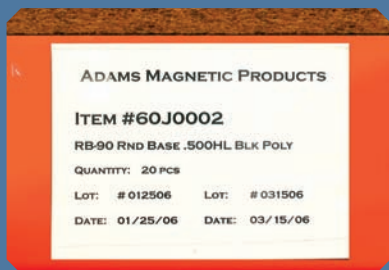 ADAMS MAGNETIC PRODUCTS
ITEM #60J0002
RB-90 RND BASE .500HL BLK POLY
QUANTITY: 20 PCS
LOT: #012506 LOT: #031506
DATE: 01/25/06 DATE: 03/15/06